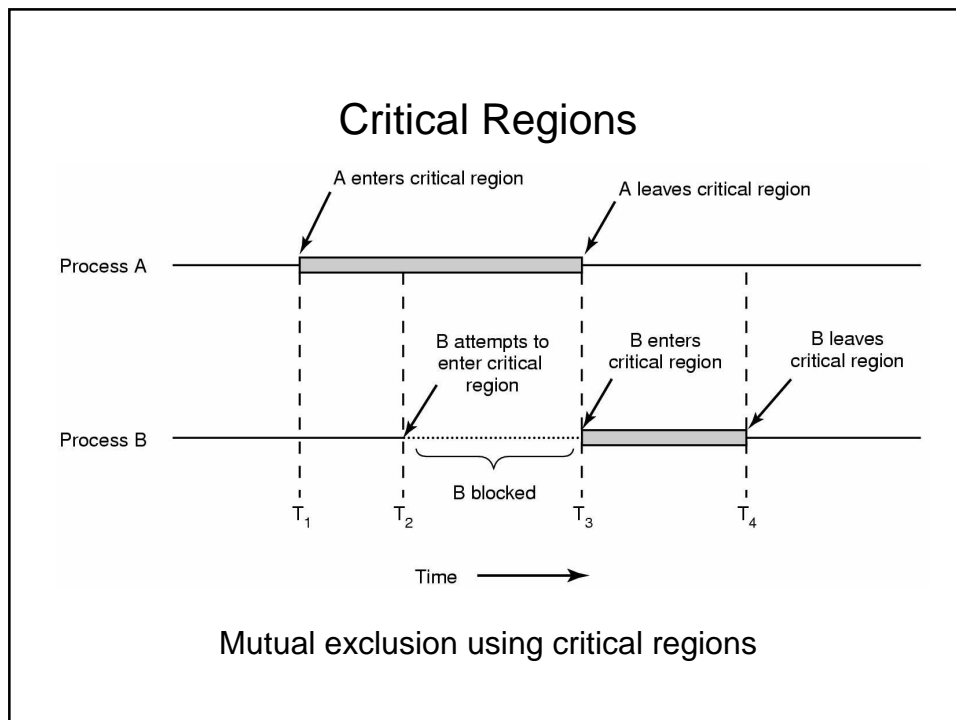 Critical Regions
A enters critical region
A leaves critical region
Process A
B attempts to
enter critical
region
B enters
critical region
B leaves
critical region
Process B
B blocked
T1
T2
T3
T4
Time
Mutual exclusion using critical regions